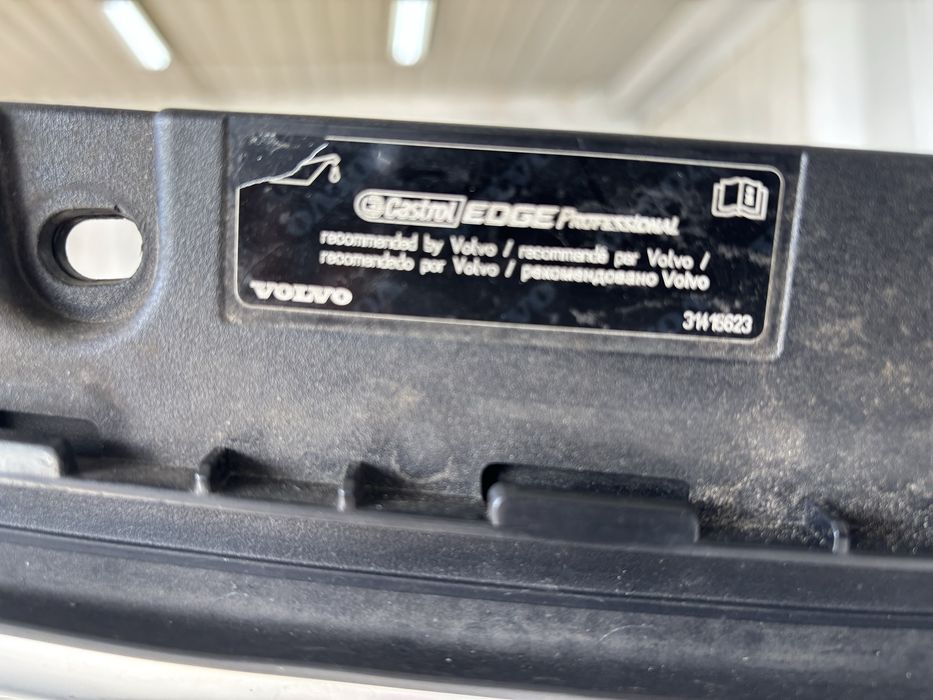 Castrol EDGE PROFESSIONAL
recommended by Volvo / recommandé par Volvo /
recomendado por Volvo / рекомендовано Volvo
VOLVO
31416623